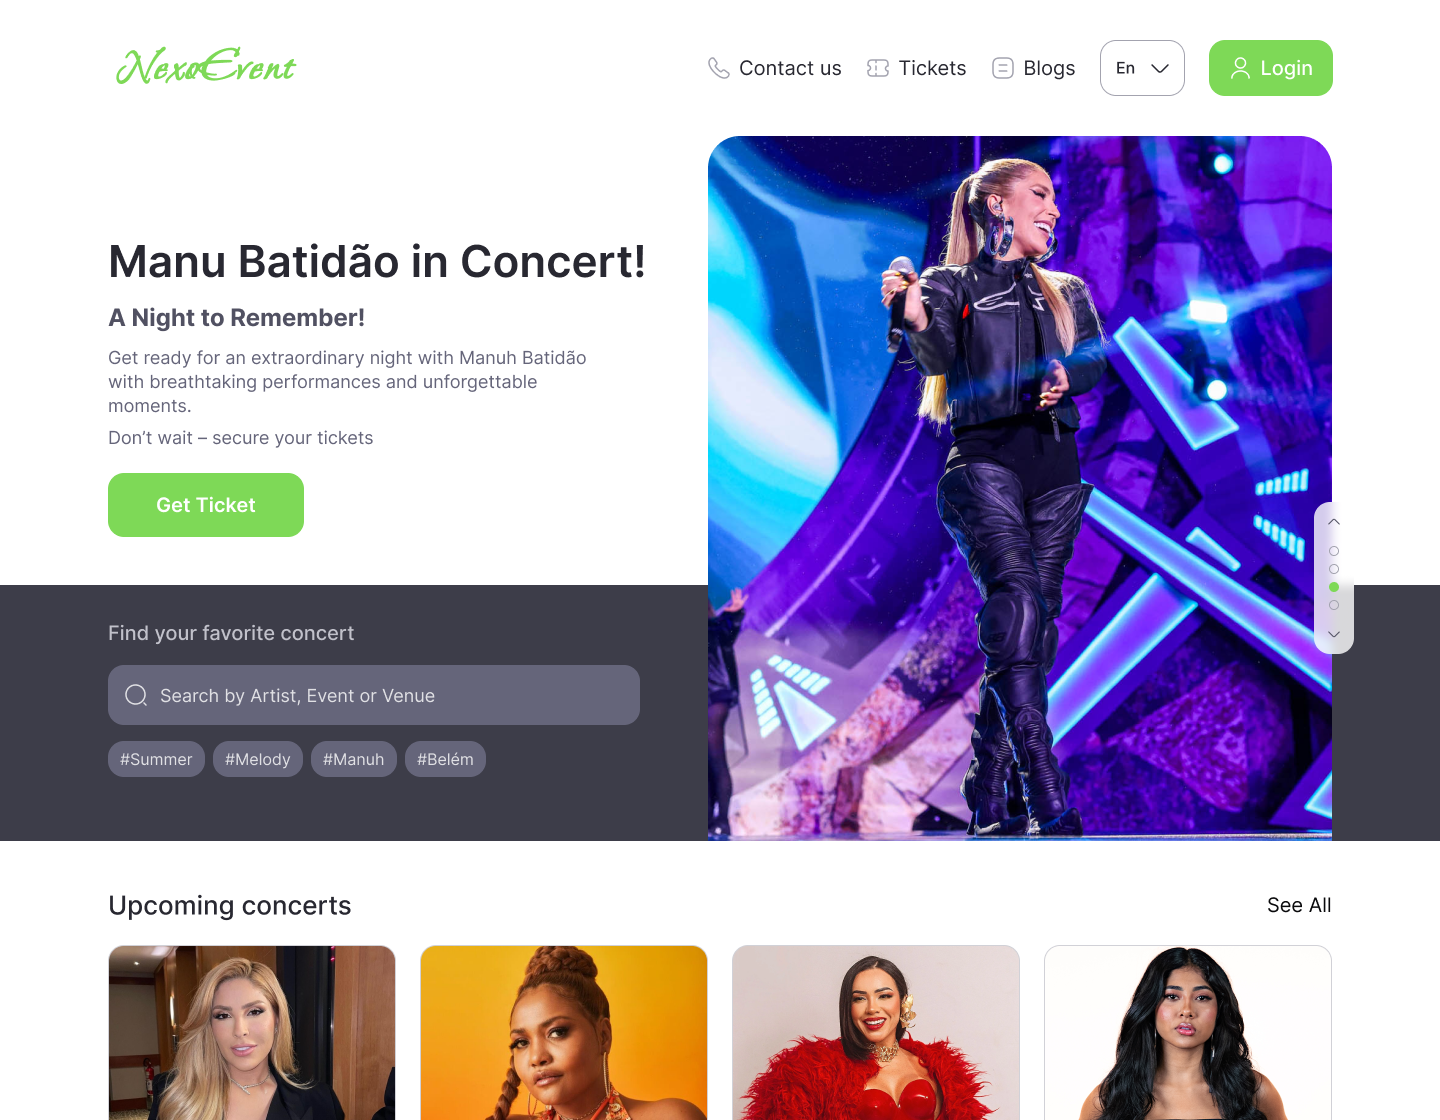 NexoEvent
Contact us
Tickets
Blogs
En
Login
Manu Batidão in Concert!
A Night to Remember!
Get ready for an extraordinary night with Manuh Batidão
with breathtaking performances and unforgettable
moments.
Don’t wait – secure your tickets
Get Ticket
Find your favorite concert
Search by Artist, Event or Venue
#Summer
#Melody
#Manuh
#Belém
Upcoming concerts
See All